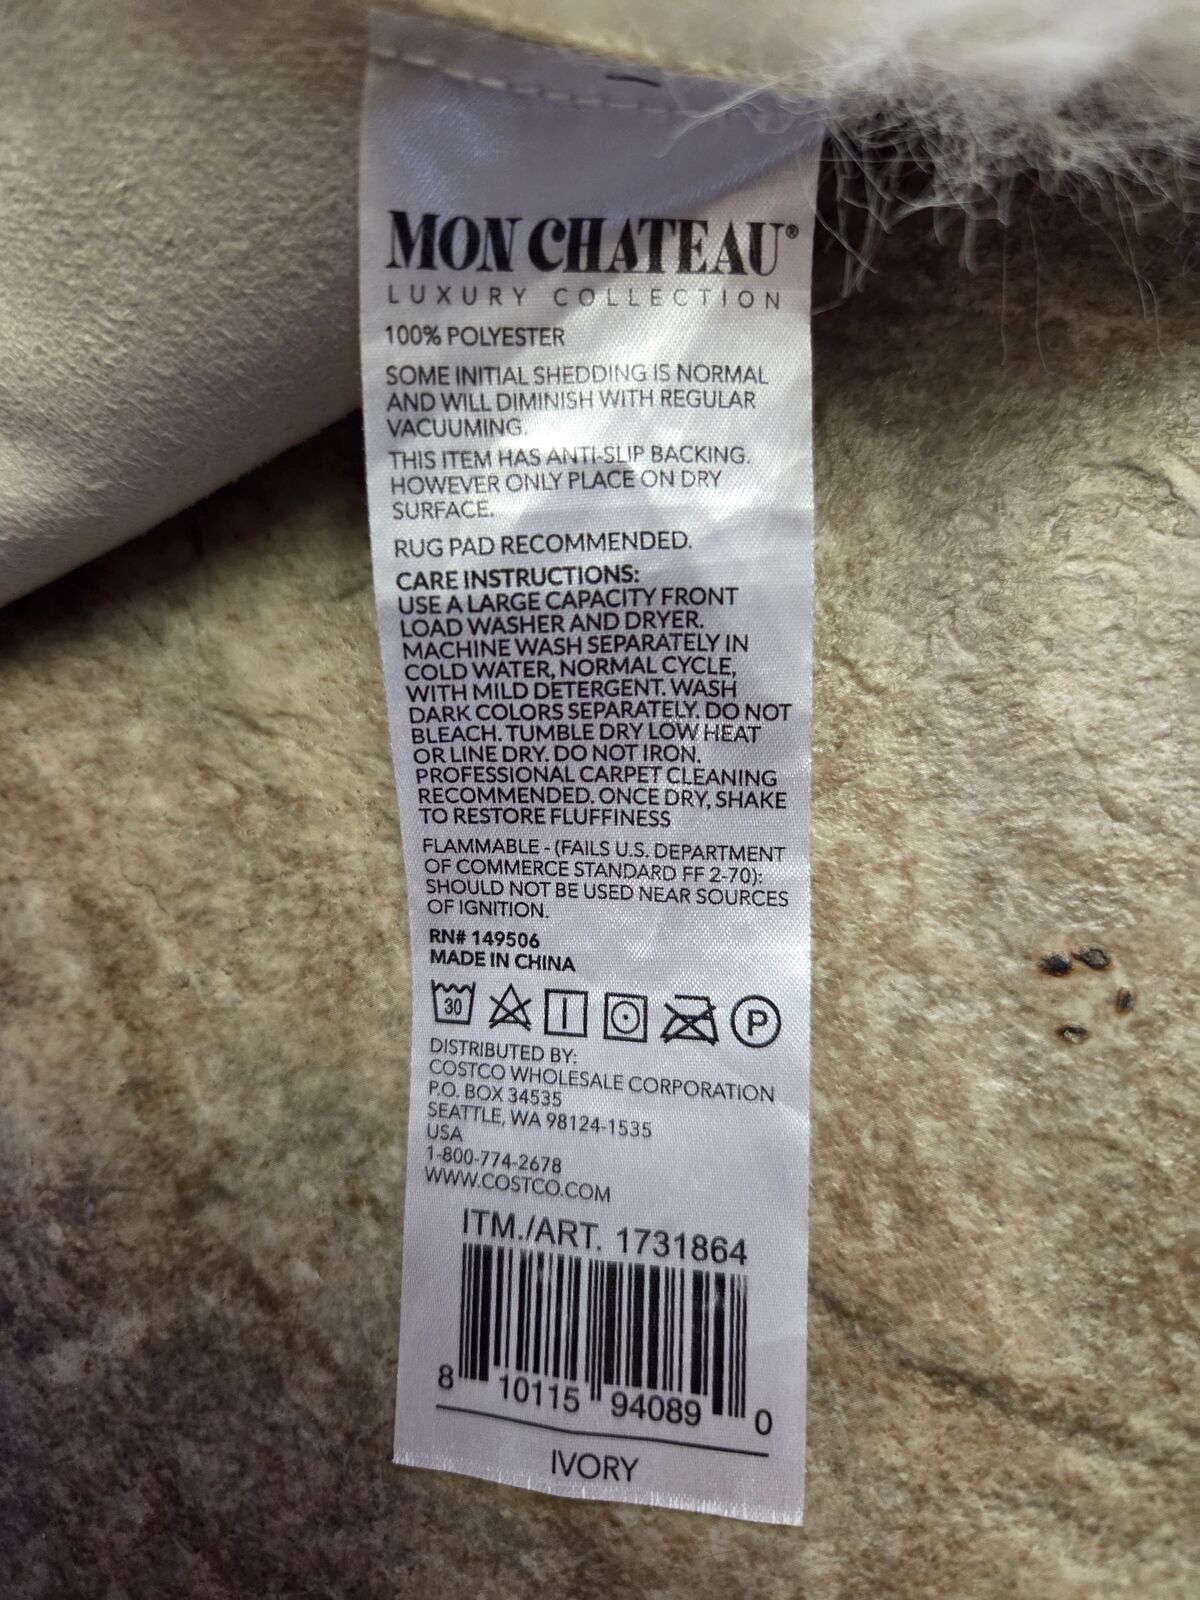 MON CHATEAU®
LUXURY COLLECTION
100% POLYESTER
SOME INITIAL SHEDDING IS NORMAL
AND WILL DIMINISH WITH REGULAR
VACUUMING.
THIS ITEM HAS ANTI-SLIP BACKING.
HOWEVER ONLY PLACE ON DRY
SURFACE.
RUG PAD RECOMMENDED.
CARE INSTRUCTIONS:
USE A LARGE CAPACITY FRONT
LOAD WASHER AND DRYER.
MACHINE WASH SEPARATELY IN
COLD WATER, NORMAL CYCLE,
WITH MILD DETERGENT. WASH
DARK COLORS SEPARATELY. DO NOT
BLEACH. TUMBLE DRY LOW HEAT
OR LINE DRY. DO NOT IRON.
PROFESSIONAL CARPET CLEANING
RECOMMENDED. ONCE DRY, SHAKE
TO RESTORE FLUFFINESS
FLAMMABLE - (FAILS U.S. DEPARTMENT
OF COMMERCE STANDARD FF 2-70):
SHOULD NOT BE USED NEAR SOURCES
OF IGNITION.
RN# 149506
MADE IN CHINA
30 P
DISTRIBUTED BY:
COSTCO WHOLESALE CORPORATION
P.O. BOX 34535
SEATTLE, WA 98124-1535
USA
1-800-774-2678
WWW.COSTCO.COM
ITM./ART. 1731864
8 10115 94089 0
IVORY